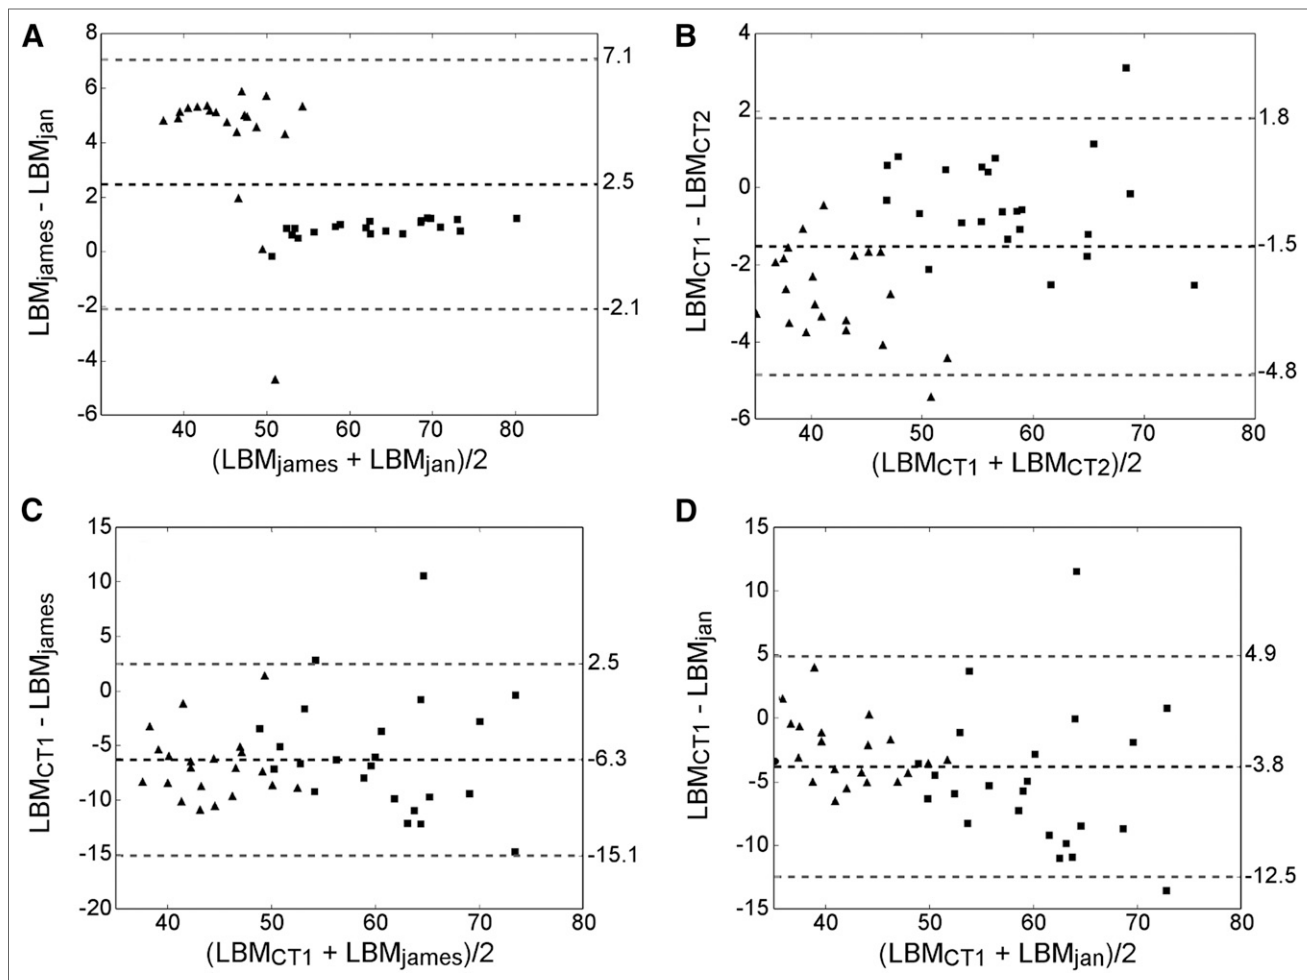 A
8
6
4
2
0
-2
-4
-6
7.1
2.5
-2.1
40 50 60 70 80
LBMjames - LBMjan
(LBMjames + LBMjan)/2
B
4
2
0
-2
-4
-6
1.8
-1.5
-4.8
40 50 60 70 80
LBMCT1 - LBMCT2
(LBMCT1 + LBMCT2)/2
C
15
10
5
0
-5
-10
-15
-20
2.5
-6.3
-15.1
40 50 60 70 80
LBMCT1 - LBMjames
(LBMCT1 + LBMjames)/2
D
15
10
5
0
-5
-10
-15
4.9
-3.8
-12.5
40 50 60 70 80
LBMCT1 - LBMjan
(LBMCT1 + LBMjan)/2